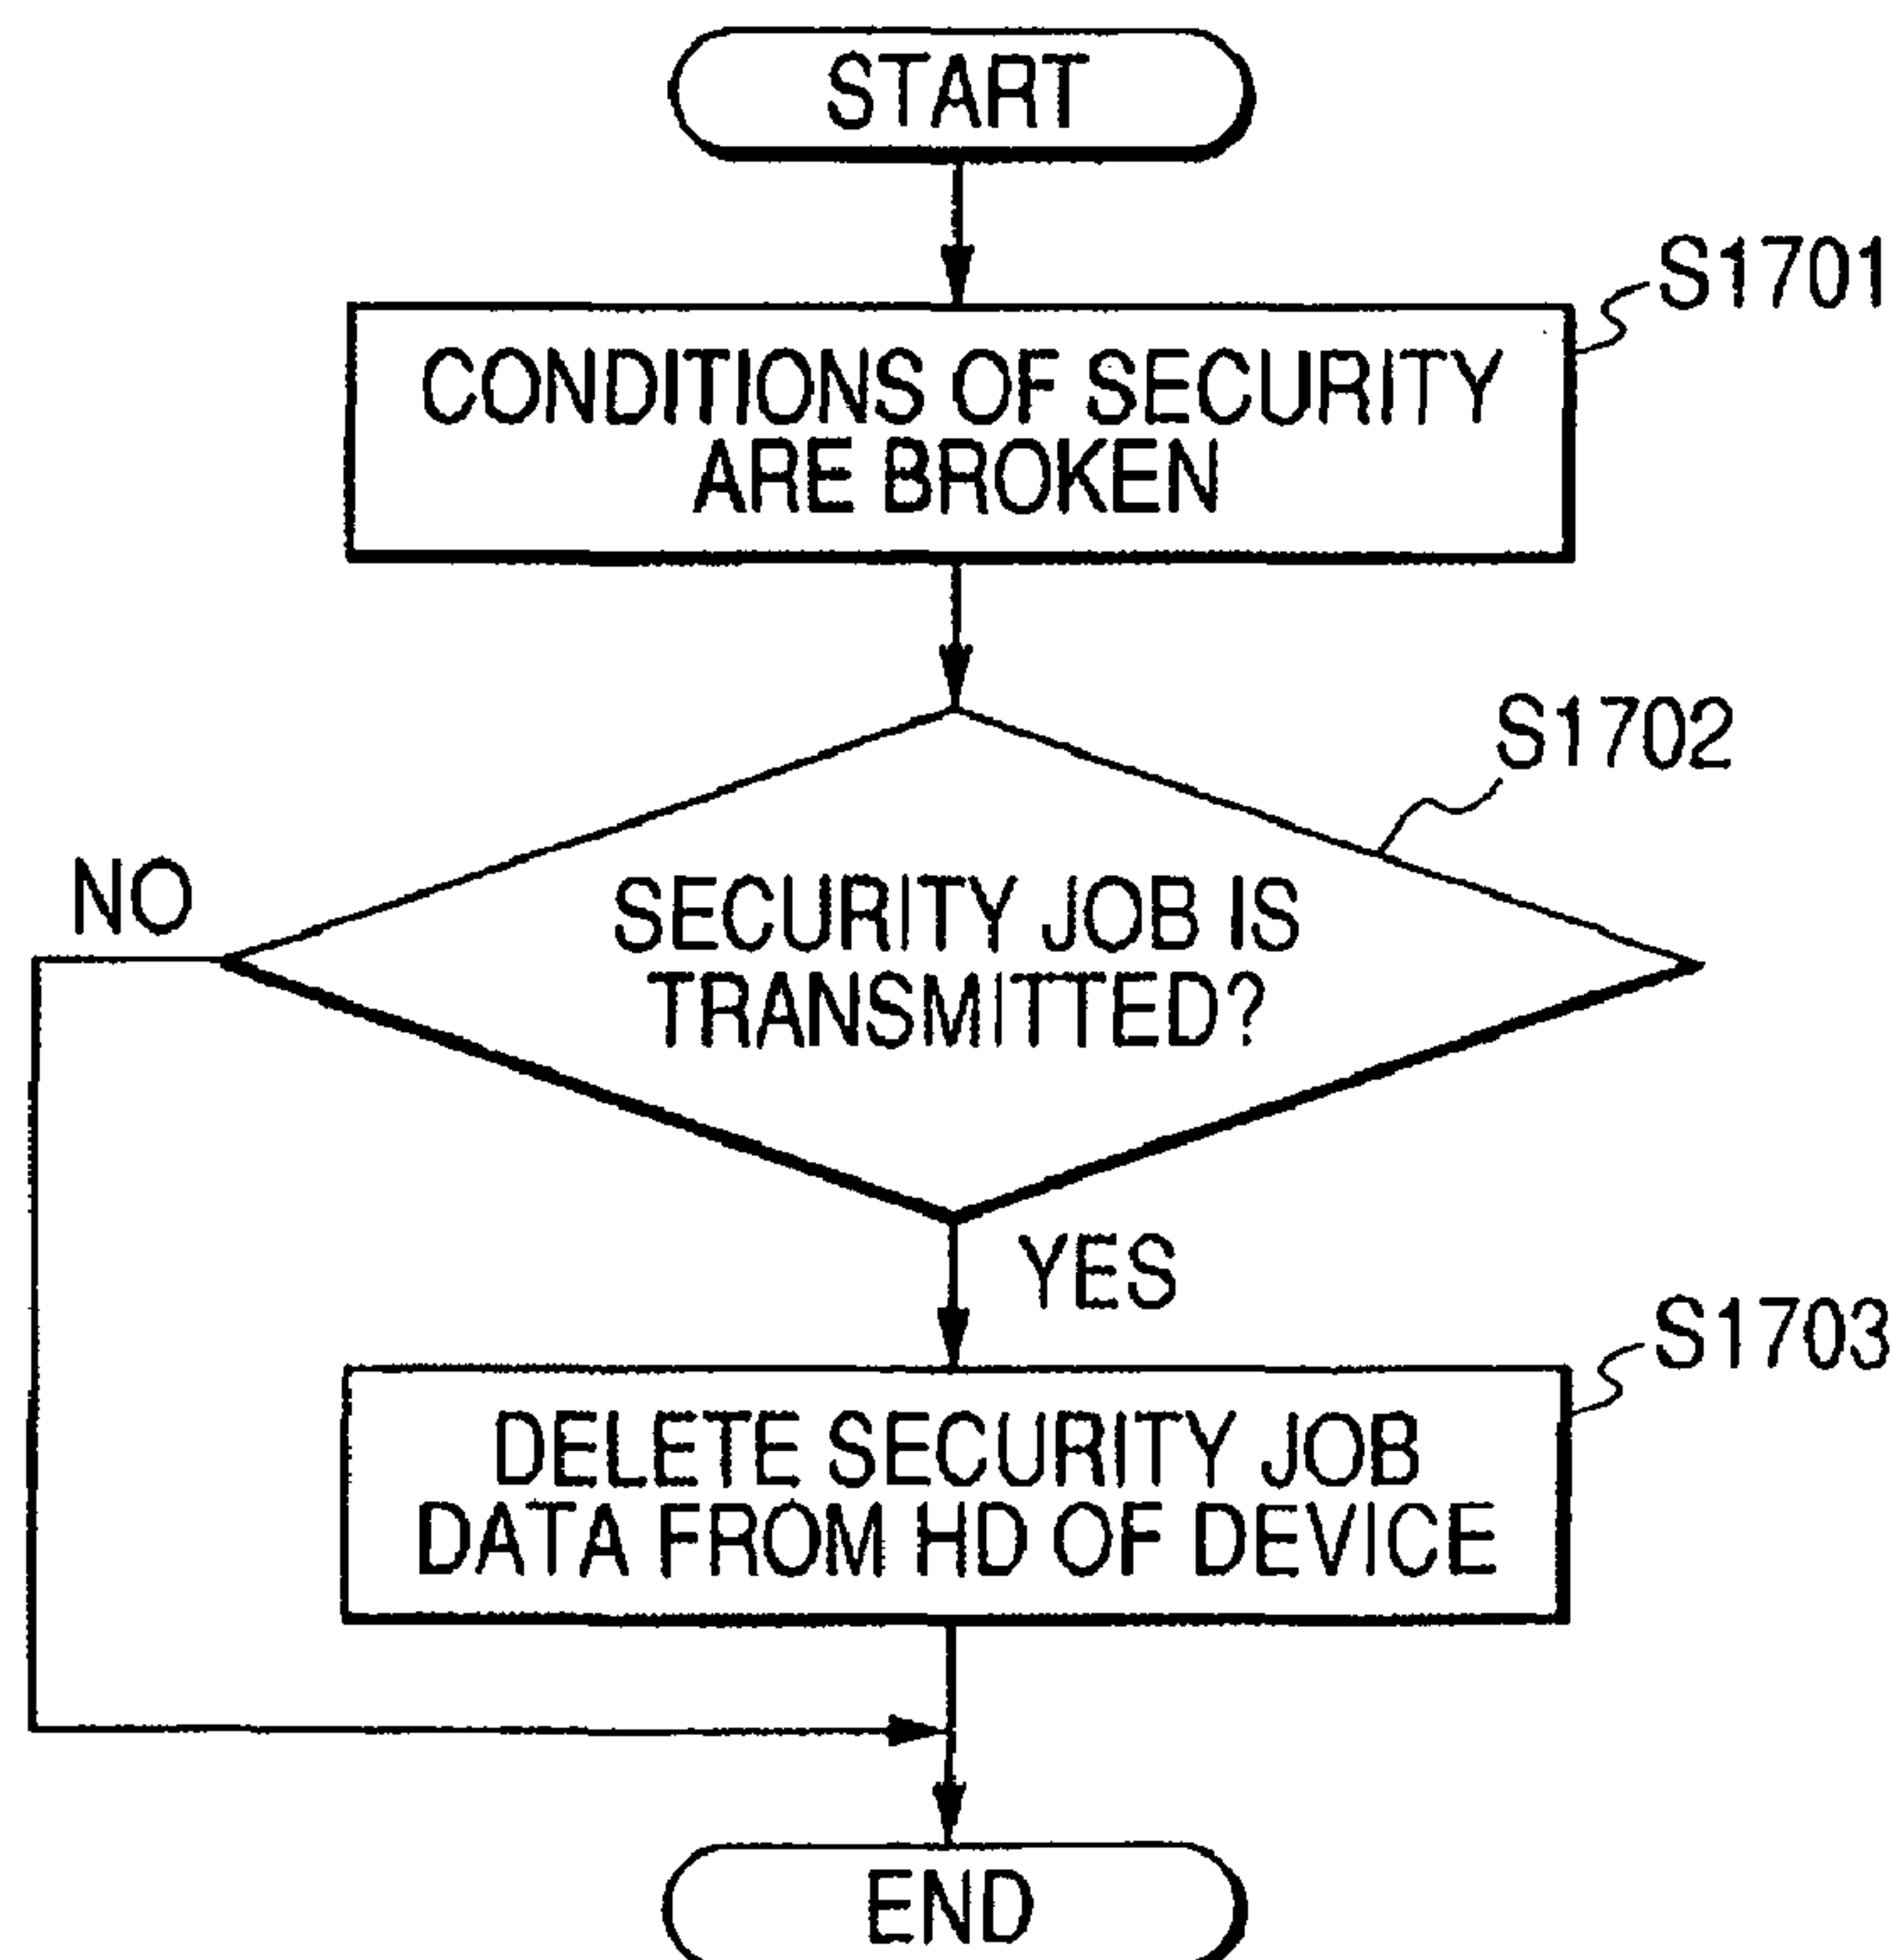 START
S1701
CONDITIONS OF SECURITY
ARE BROKEN
S1702
NO
SECURITY JOB IS
TRANSMITTED?
YES
S1703
DELETE SECURITY JOB
DATA FROM HD OF DEVICE
END